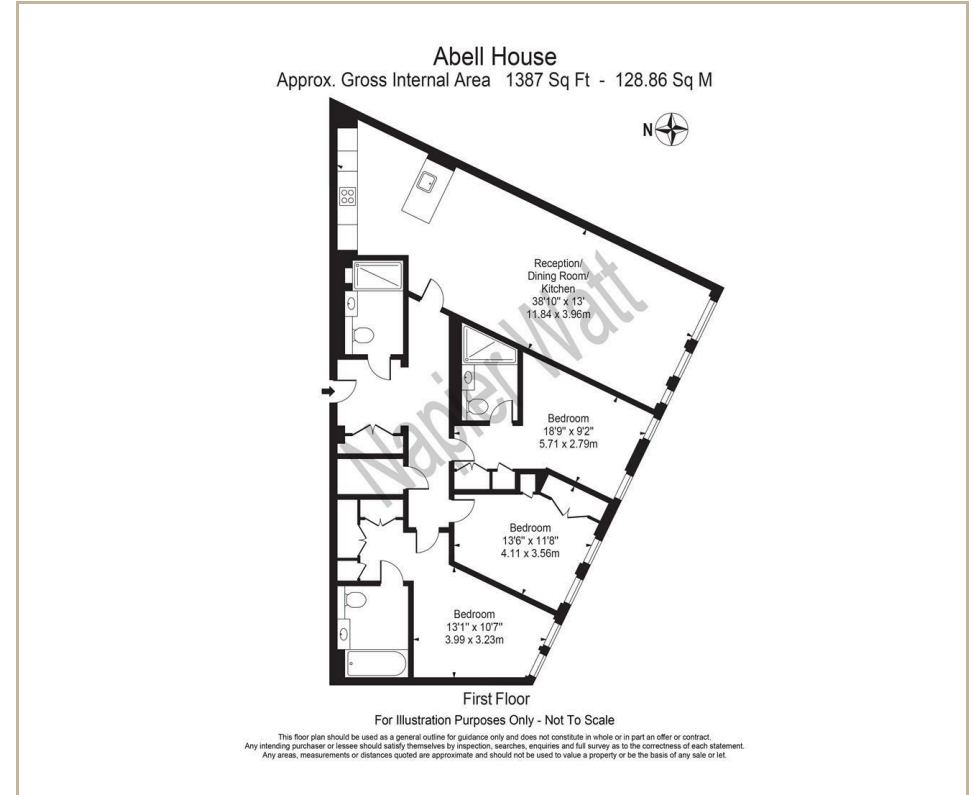 Abell House
Approx. Gross Internal Area 1387 Sq Ft - 128.86 Sq M
N
Reception/
Dining Room/
Kitchen
38'10" x 13'
11.84 x 3.96m
Bedroom
18'9" x 9'2"
5.71 x 2.79m
Bedroom
13'6" x 11'8"
4.11 x 3.56m
Bedroom
13'1" x 10'7"
3.99 x 3.23m
Napier Watt
First Floor
For Illustration Purposes Only - Not To Scale
This floor plan should be used as a general outline for guidance only and does not constitute in whole or in part an offer or contract.
Any intending purchaser or lessee should satisfy themselves by inspection, searches, enquiries and full survey as to the correctness of each statement.
Any areas, measurements or distances quoted are approximate and should not be used to value a property or be the basis of any sale or let.